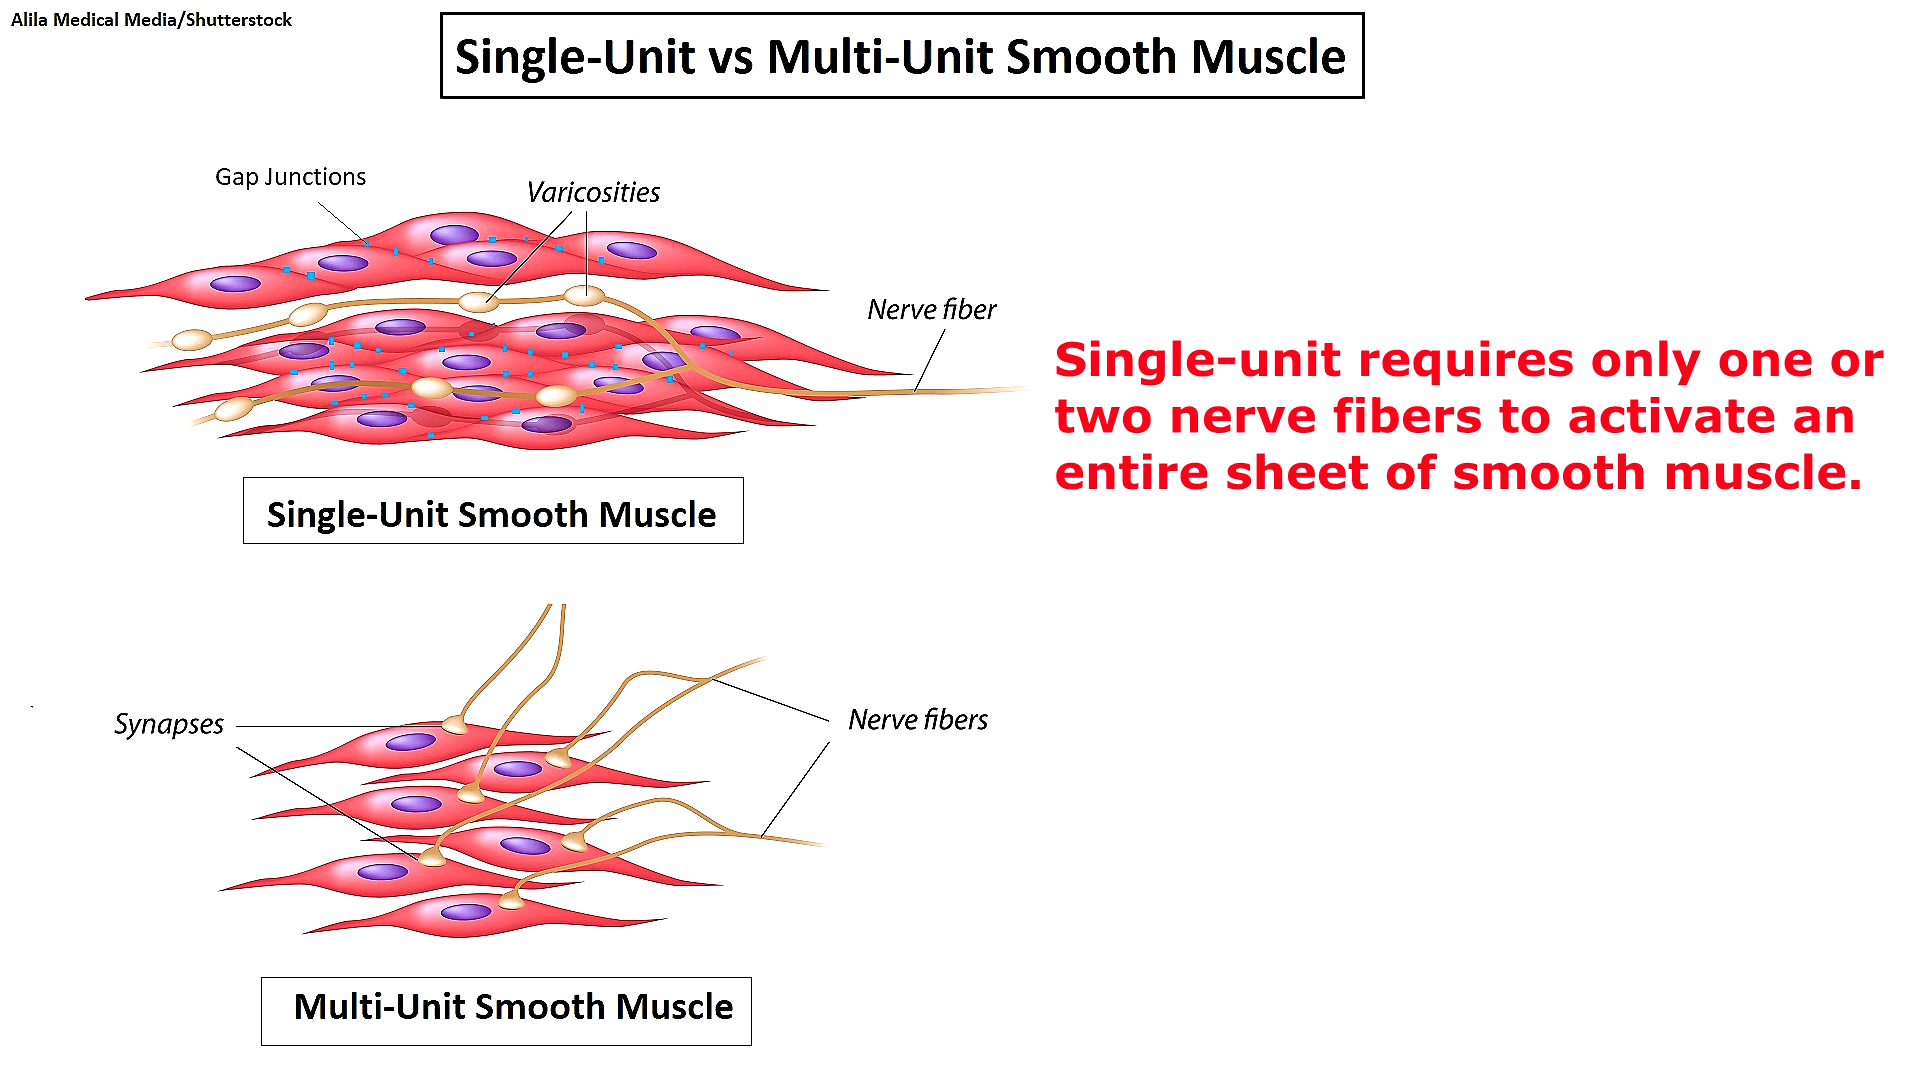 Alila Medical Media/Shutterstock
Single-Unit vs Multi-Unit Smooth Muscle
Gap Junctions
Varicosities
Nerve fiber
Single-unit requires only one or
two nerve fibers to activate an
entire sheet of smooth muscle.
Single-Unit Smooth Muscle
Synapses
Nerve fibers
Multi-Unit Smooth Muscle